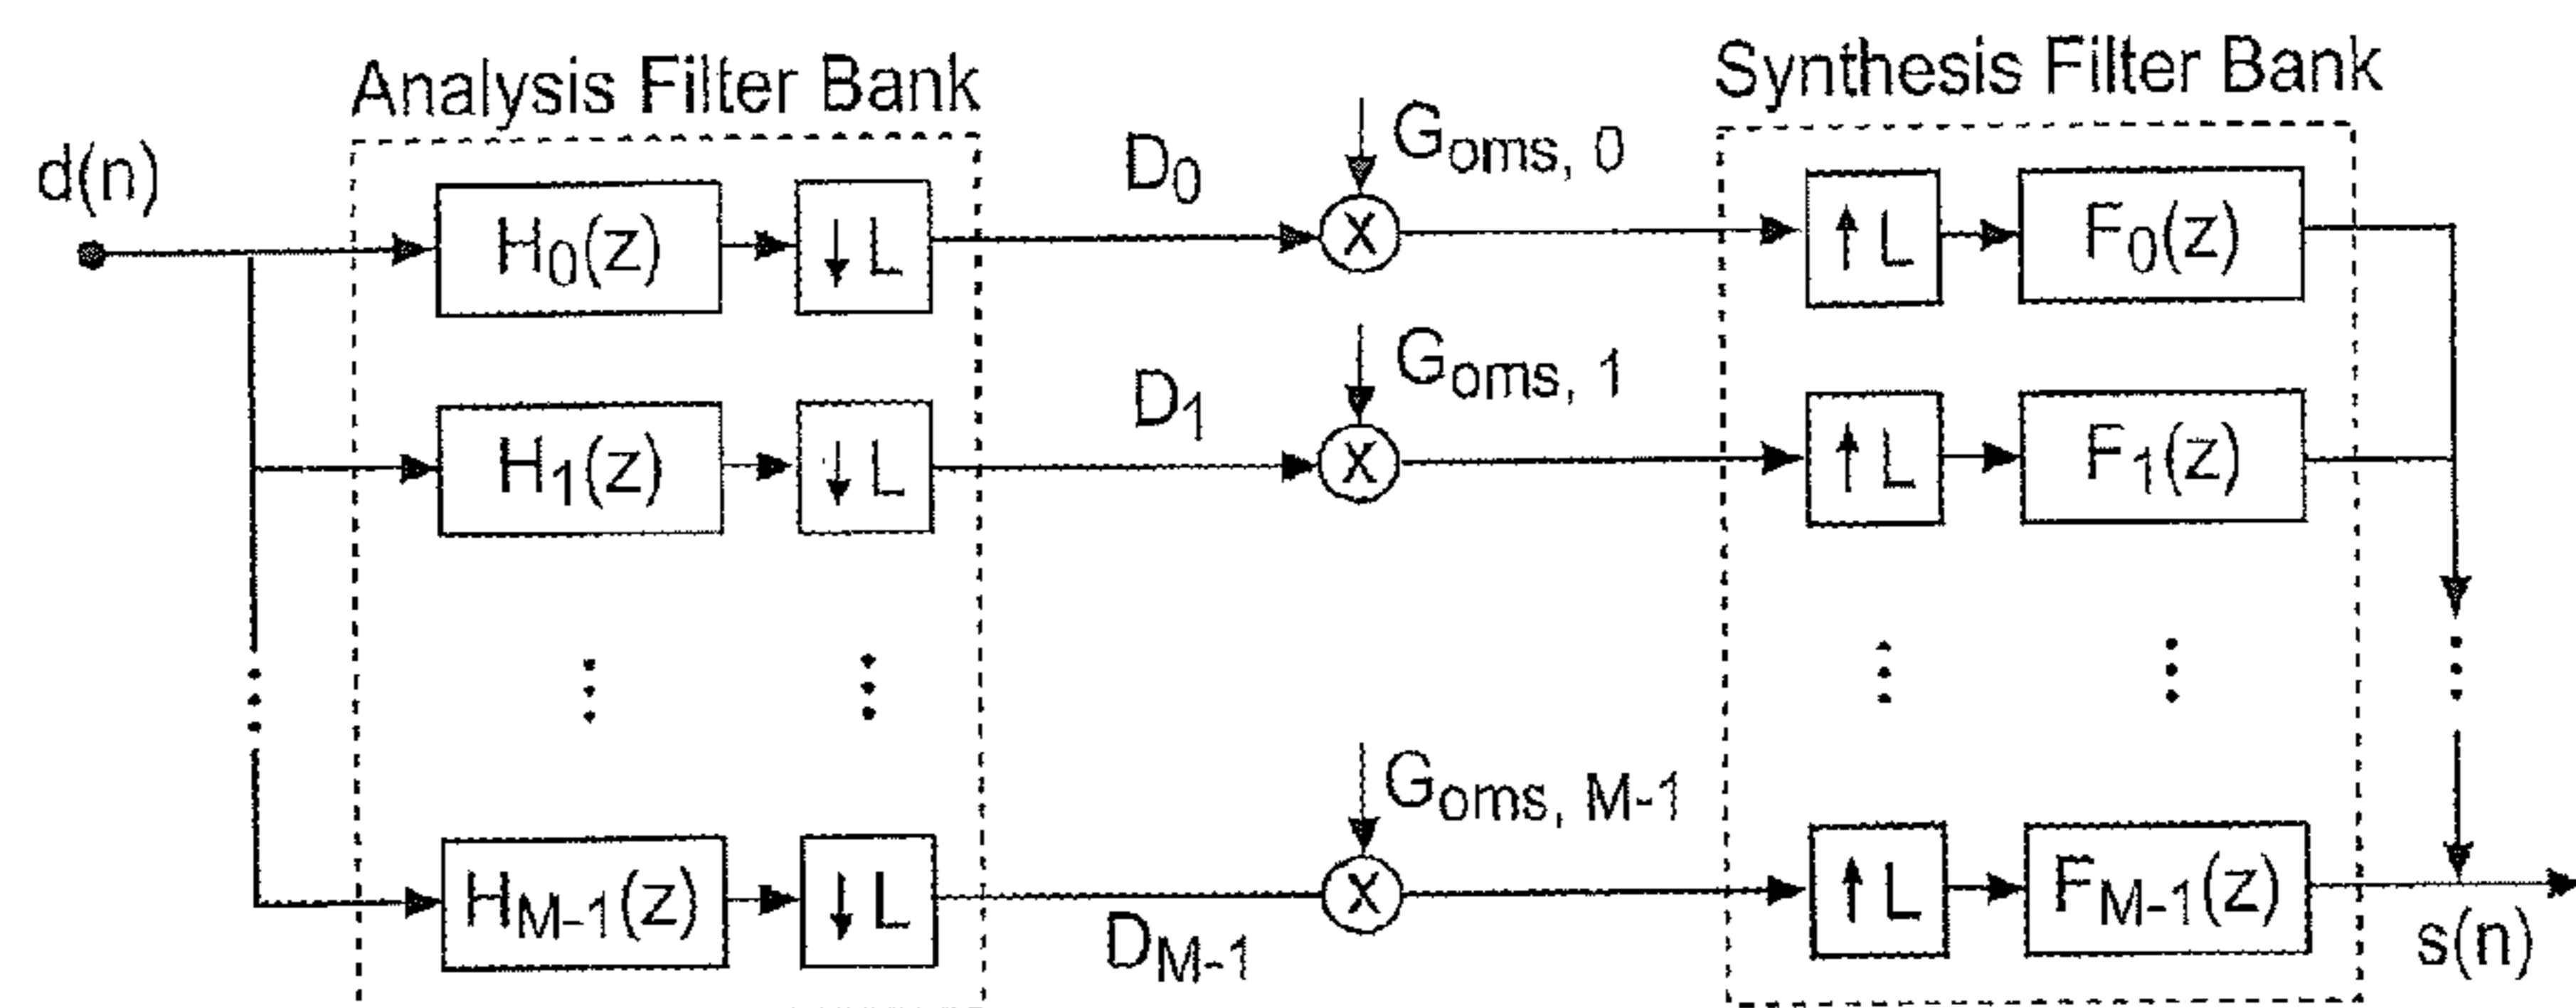 Analysis Filter Bank
Synthesis Filter Bank
d(n)
H0(z)
↓ L
D0
Goms, 0
X
↑ L
F0(z)
H1(z)
↓ L
D1
Goms, 1
X
↑ L
F1(z)
HM-1(z)
↓ L
DM-1
Goms, M-1
X
↑ L
FM-1(z)
s(n)